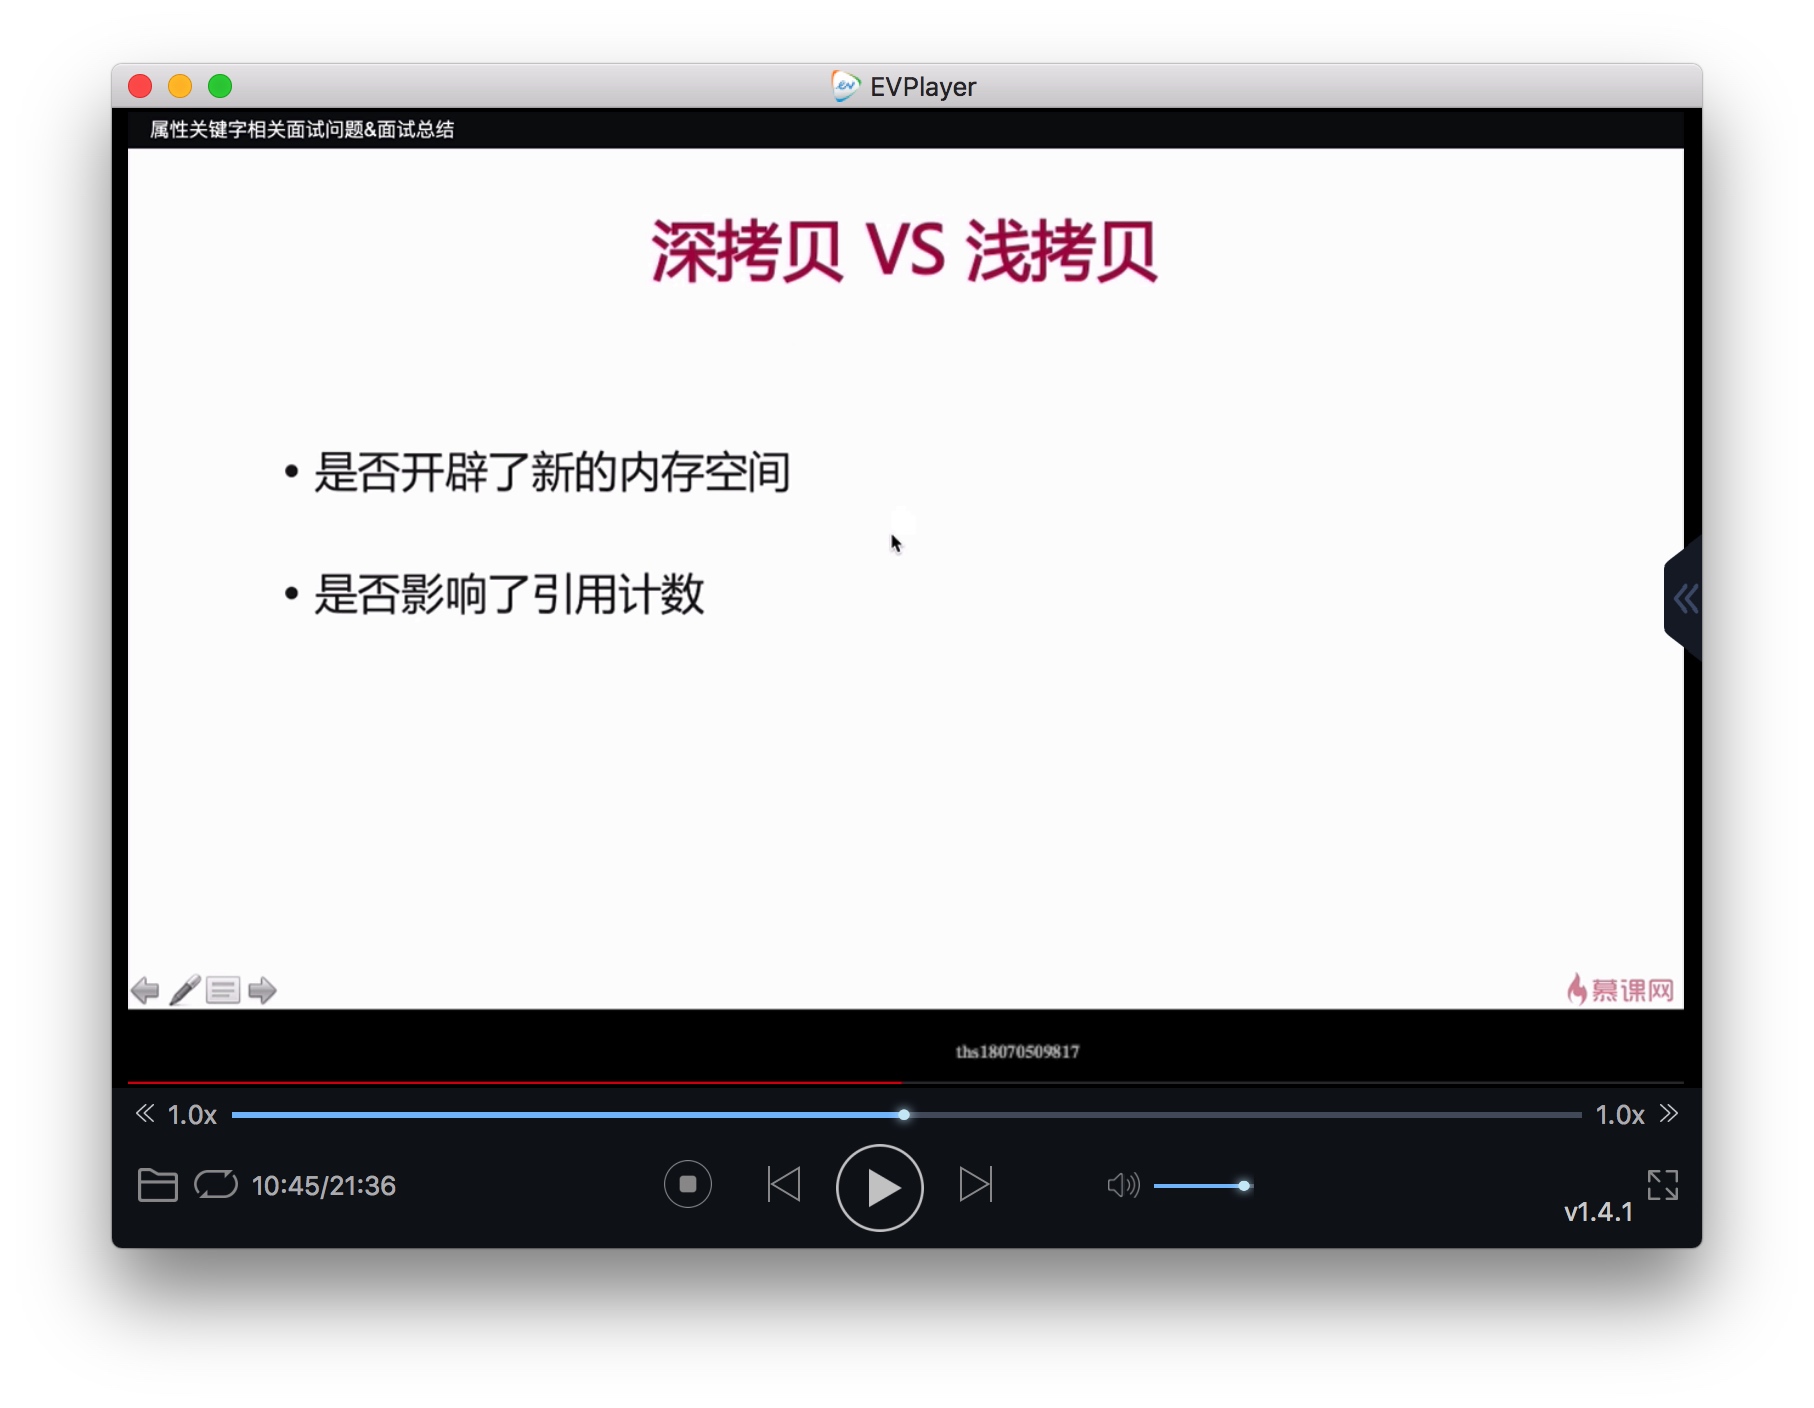 EVPlayer
属性关键字相关面试问题&面试总结
深拷贝 VS 浅拷贝
• 是否开辟了新的内存空间
• 是否影响了引用计数
慕课网
ths18070509817
1.0x
1.0x
10:45/21:36
v1.4.1